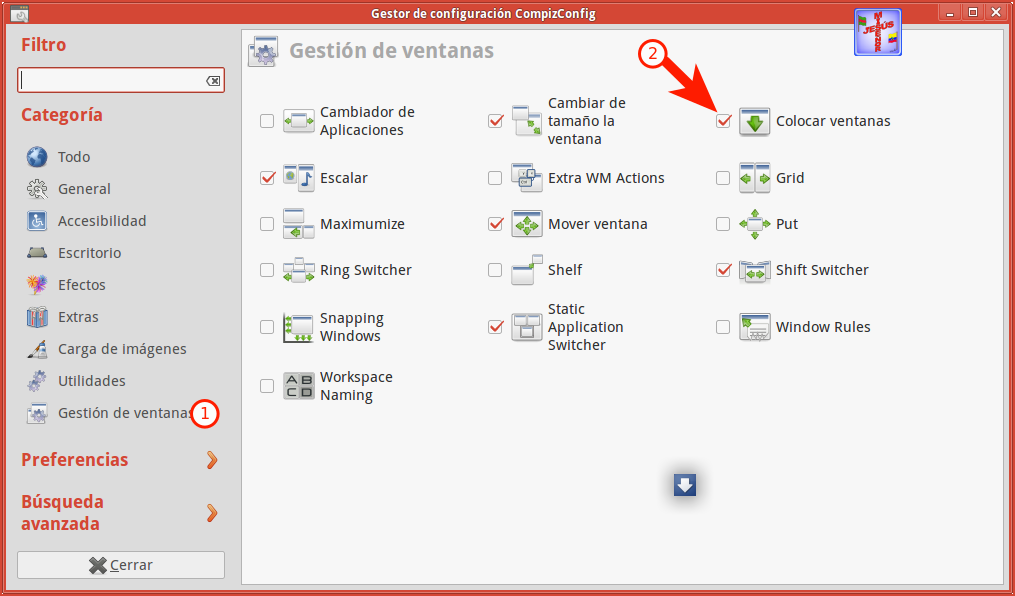 Gestor de configuración CompizConfig
Filtro
Categoría
Todo
General
Accesibilidad
Escritorio
Efectos
Extras
Carga de imágenes
Utilidades
Gestión de ventanas
1
Preferencias
Búsqueda
avanzada
Cerrar
Gestión de ventanas
2
JESÚS
Cambiador de
Aplicaciones
Cambiar de
tamaño la
ventana
Colocar ventanas
Escalar
Extra WM Actions
Grid
Maximumize
Mover ventana
Put
Ring Switcher
Shelf
Shift Switcher
Snapping
Windows
Static
Application
Switcher
Window Rules
A B
C D
Workspace
Naming